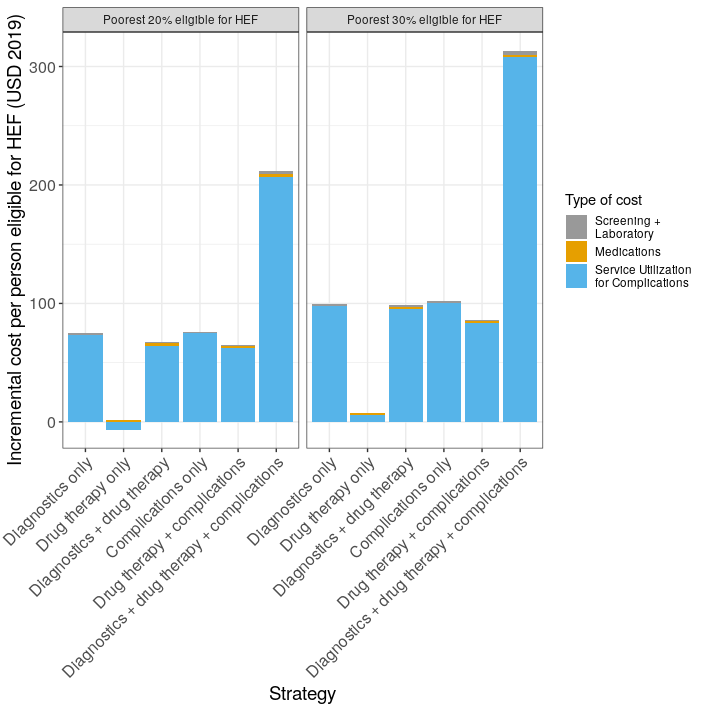 Poorest 20% eligible for HEF
Poorest 30% eligible for HEF
Incremental cost per person eligible for HEF (USD 2019)
300
200
100
0
Diagnostics only
Drug therapy only
Diagnostics + drug therapy
Complications only
Drug therapy + complications
Diagnostics + drug therapy + complications
Diagnostics only
Drug therapy only
Diagnostics + drug therapy
Complications only
Drug therapy + complications
Diagnostics + drug therapy + complications
Strategy
Type of cost
Screening +
Laboratory
Medications
Service Utilization
for Complications